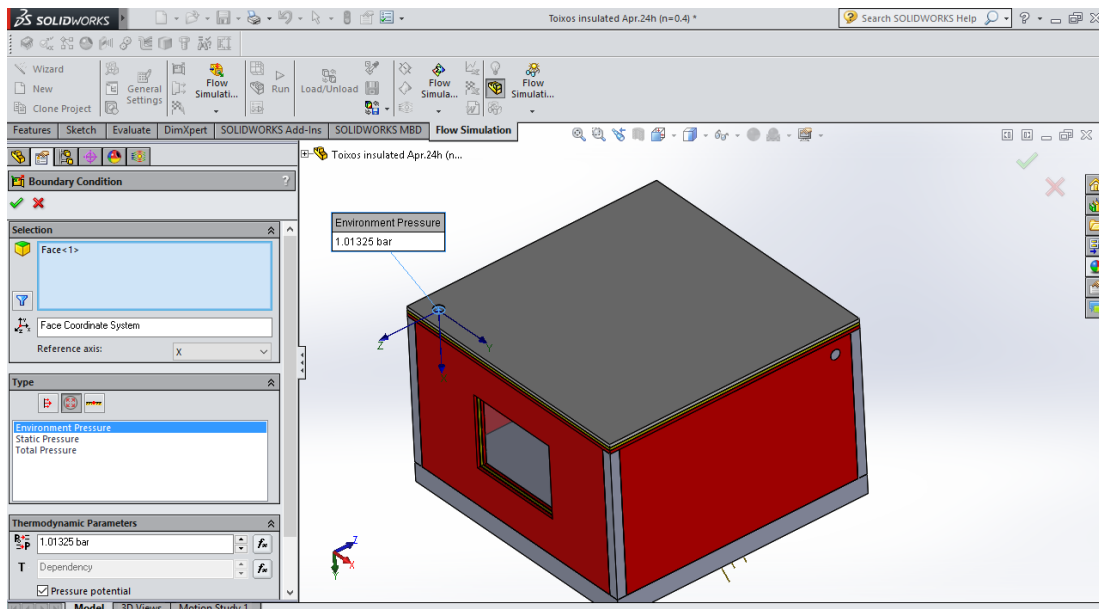 3S SOLIDWORKS
Toixos insulated Apr.24h (n=0.4) *
Search SOLIDWORKS Help
?
Wizard
New
Clone Project
General Settings
Flow Simulati...
Run
Load/Unload
Flow Simula...
Flow Simulati...
Features
Sketch
Evaluate
DimXpert
SOLIDWORKS Add-Ins
SOLIDWORKS MBD
Flow Simulation
Toixos insulated Apr.24h (n...
Boundary Condition
?
Selection
Face<1>
Face Coordinate System
Reference axis:
X
Type
Environment Pressure
Static Pressure
Total Pressure
Thermodynamic Parameters
P
1.01325 bar
T
Dependency
Pressure potential
Environment Pressure
1.01325 bar
Z
Y
Z
X
Y
Model
3D Views
Motion Study 1